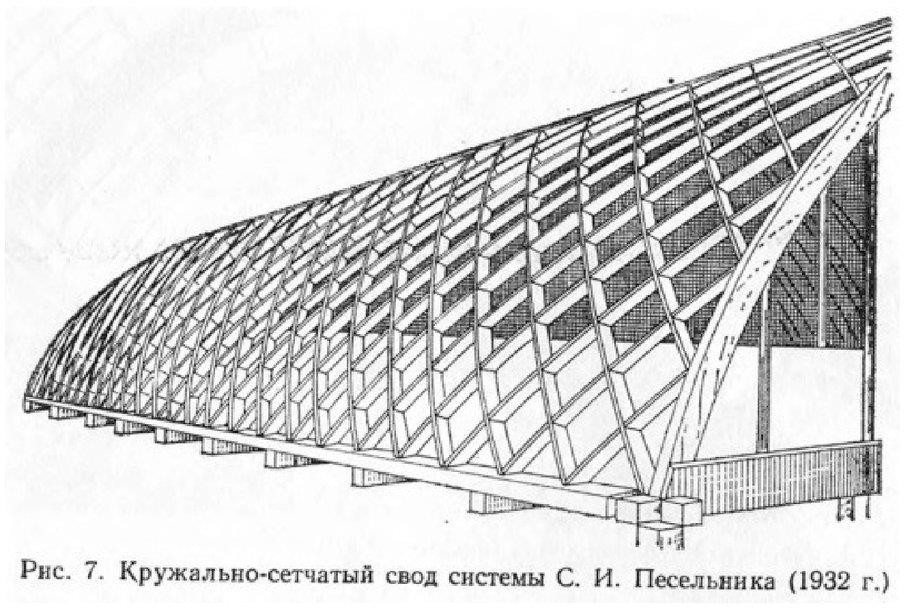 Рис. 7. Кружально-сетчатый свод системы С. И. Песельника (1932 г.)